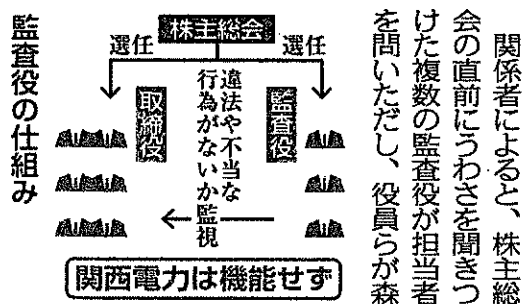 関係者によると、株主総
会の直前にうわさを聞きつ
けた複数の監査役が担当者
を問いただし、役員らが森
監査役の仕組み
株主総会
選任
選任
取締役
監査役
違法や不当な
行為がないか監視
関西電力は機能せず